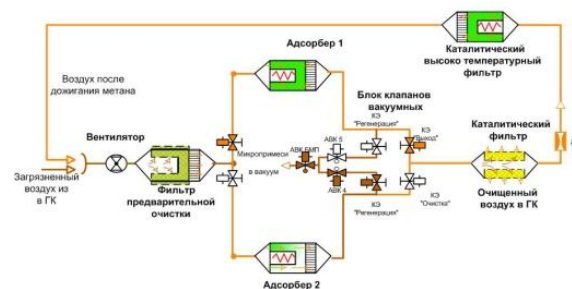 Адсорбер 1
Каталитический
высоко температурный
фильтр
Воздух после
дожигания метана
Блок клапанов
вакуумных
КЭ
"Регенерация"
Вентилятор
АВК БМП
АВК 5
КЭ
"Выход"
Каталитический
фильтр
Микропримеси
в вакуум
Загрязненный
воздух из
в ГК
Фильтр
предварительной
очистки
АВК 4
КЭ
"Регенерация"
КЭ
"Очистка"
Очищенный
воздух в ГК
Адсорбер 2